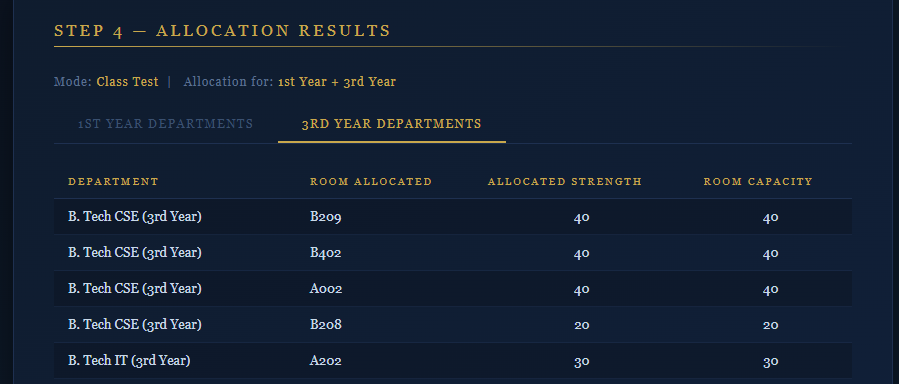 STEP 4 — ALLOCATION RESULTS
Mode: Class Test | Allocation for: 1st Year + 3rd Year
1ST YEAR DEPARTMENTS 3RD YEAR DEPARTMENTS
DEPARTMENT ROOM ALLOCATED ALLOCATED STRENGTH ROOM CAPACITY
B. Tech CSE (3rd Year) B209 40 40
B. Tech CSE (3rd Year) B402 40 40
B. Tech CSE (3rd Year) A002 40 40
B. Tech CSE (3rd Year) B208 20 20
B. Tech IT (3rd Year) A202 30 30